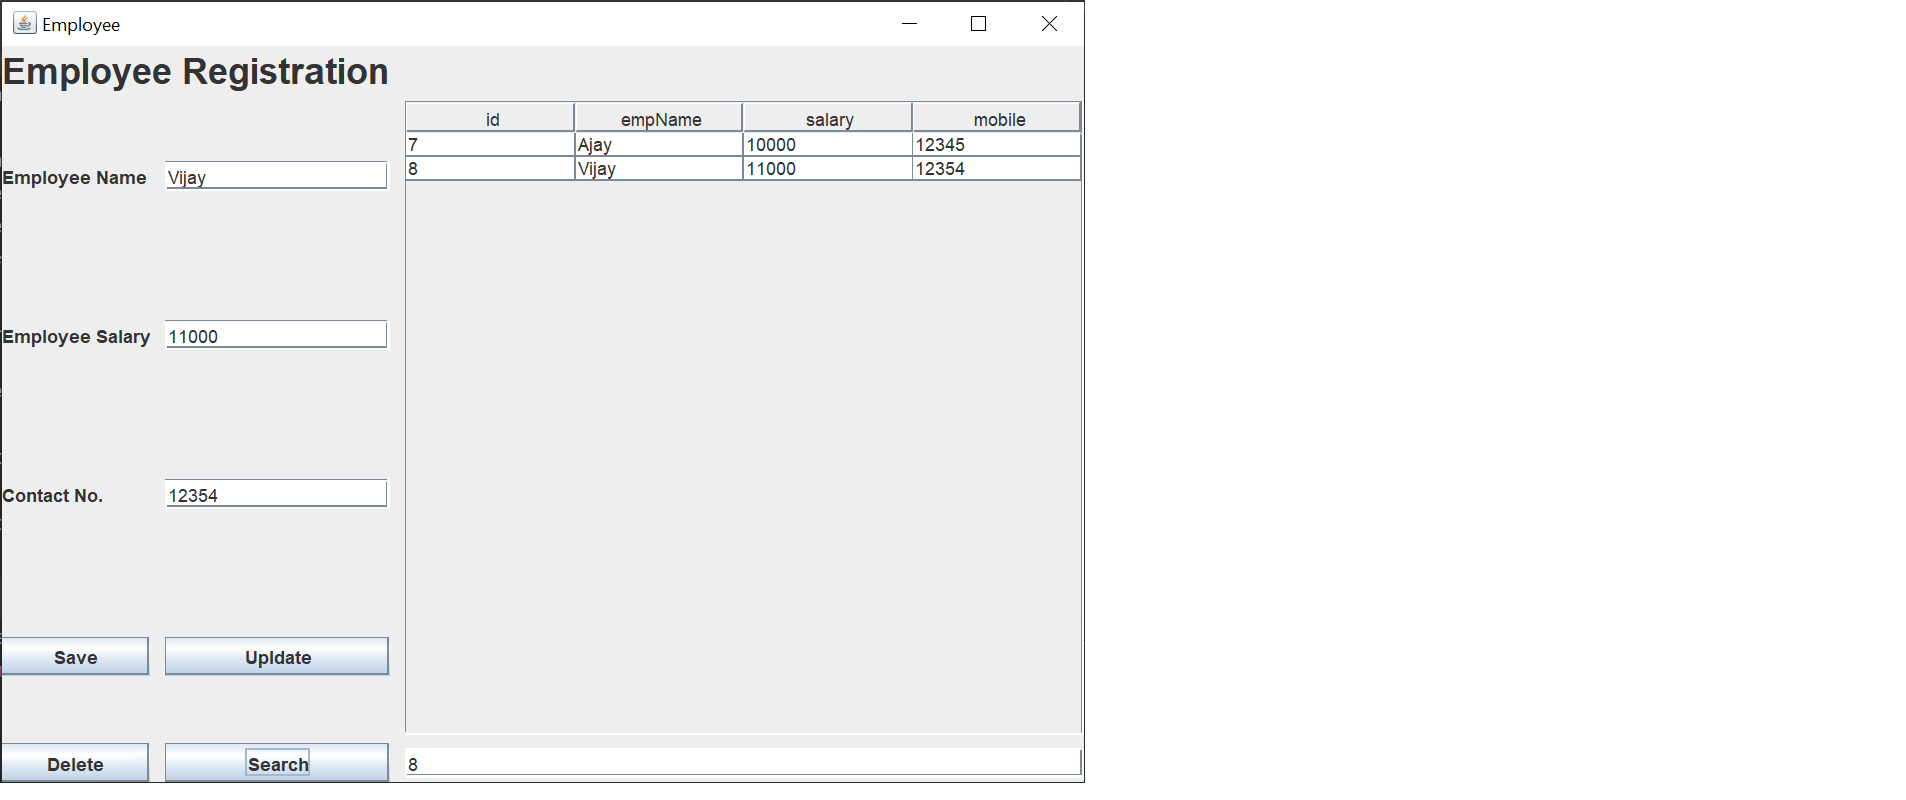 Employee
Employee Registration
id empName salary mobile
7 Ajay 10000 12345
8 Vijay 11000 12354
Employee Name Vijay
Employee Salary 11000
Contact No. 12354
Save Upldate
Delete Search 8